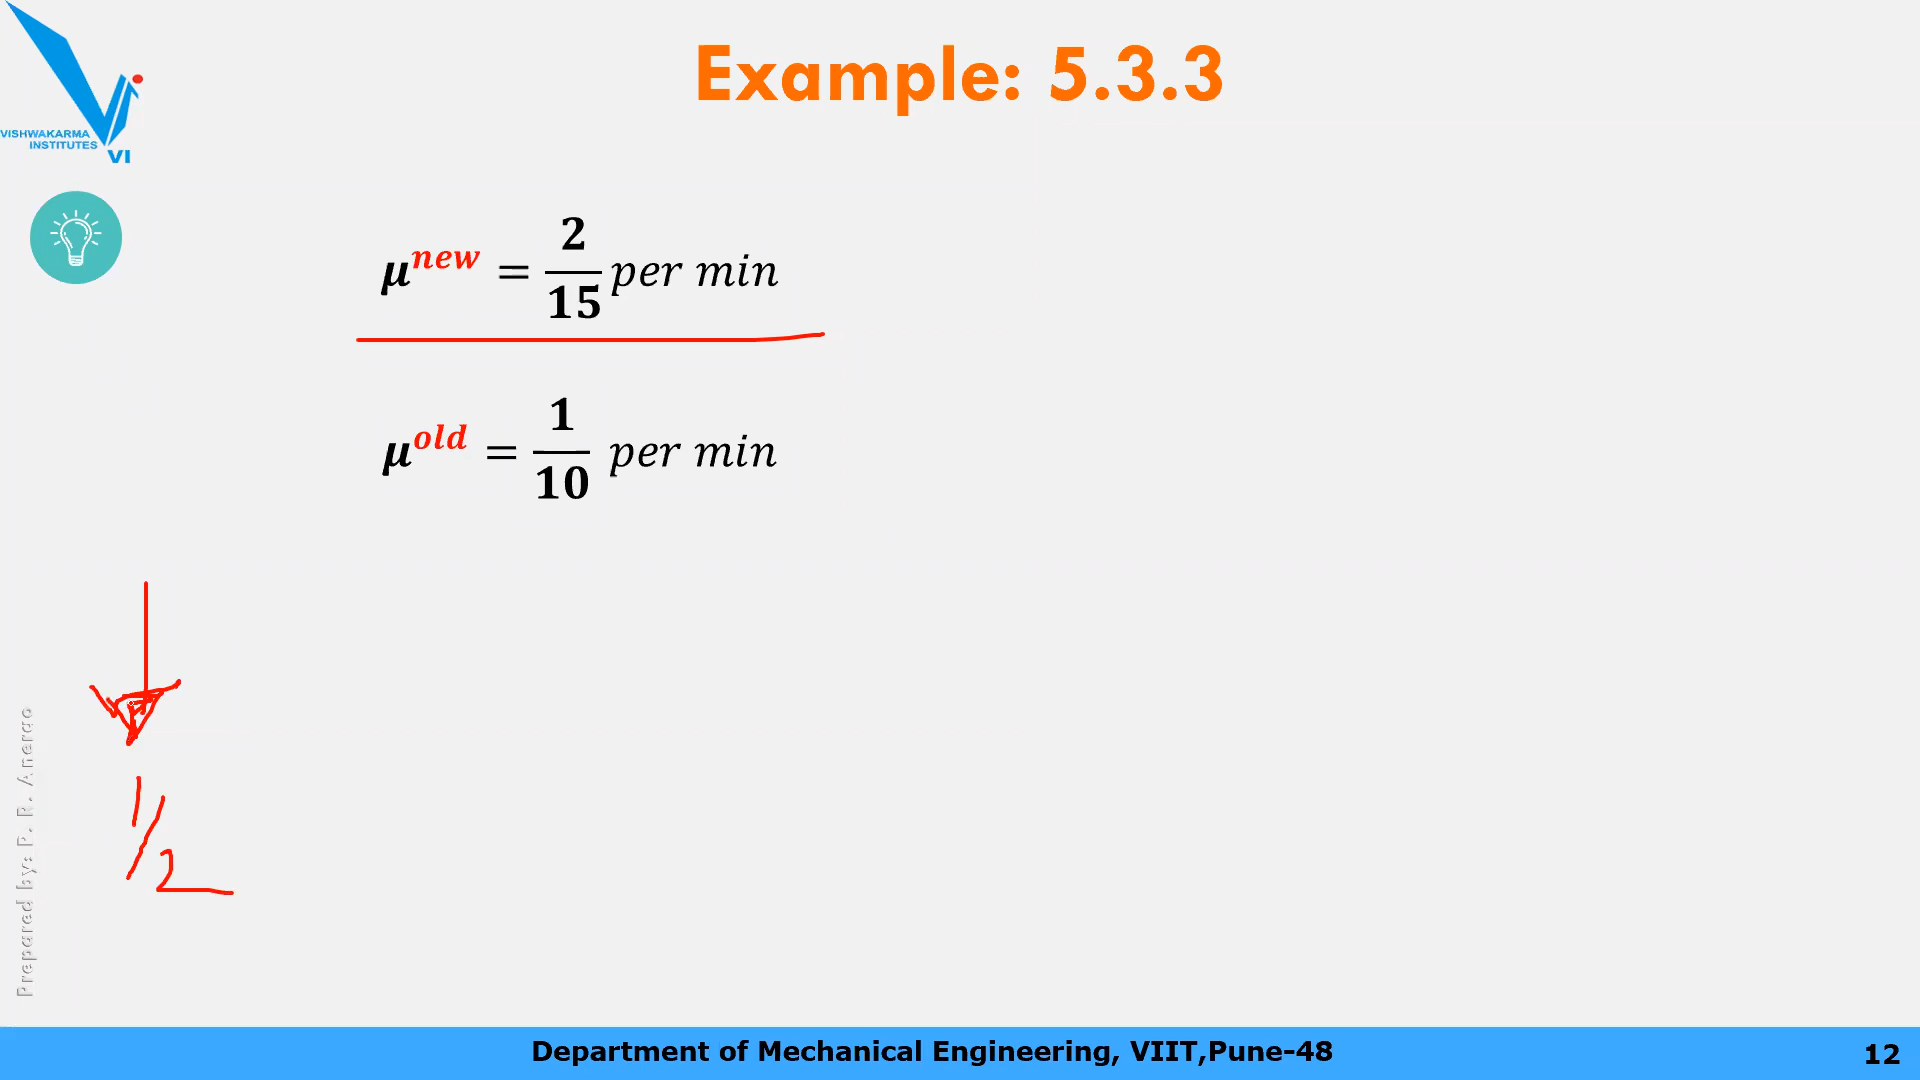 Example: 5.3.3
VISHWAKARMA
INSTITUTES
VI
μ^new = 2/15 per min
μ^old = 1/10 per min
1/2
Prepared by: P. R. Anerao
Department of Mechanical Engineering, VIIT,Pune-48
12